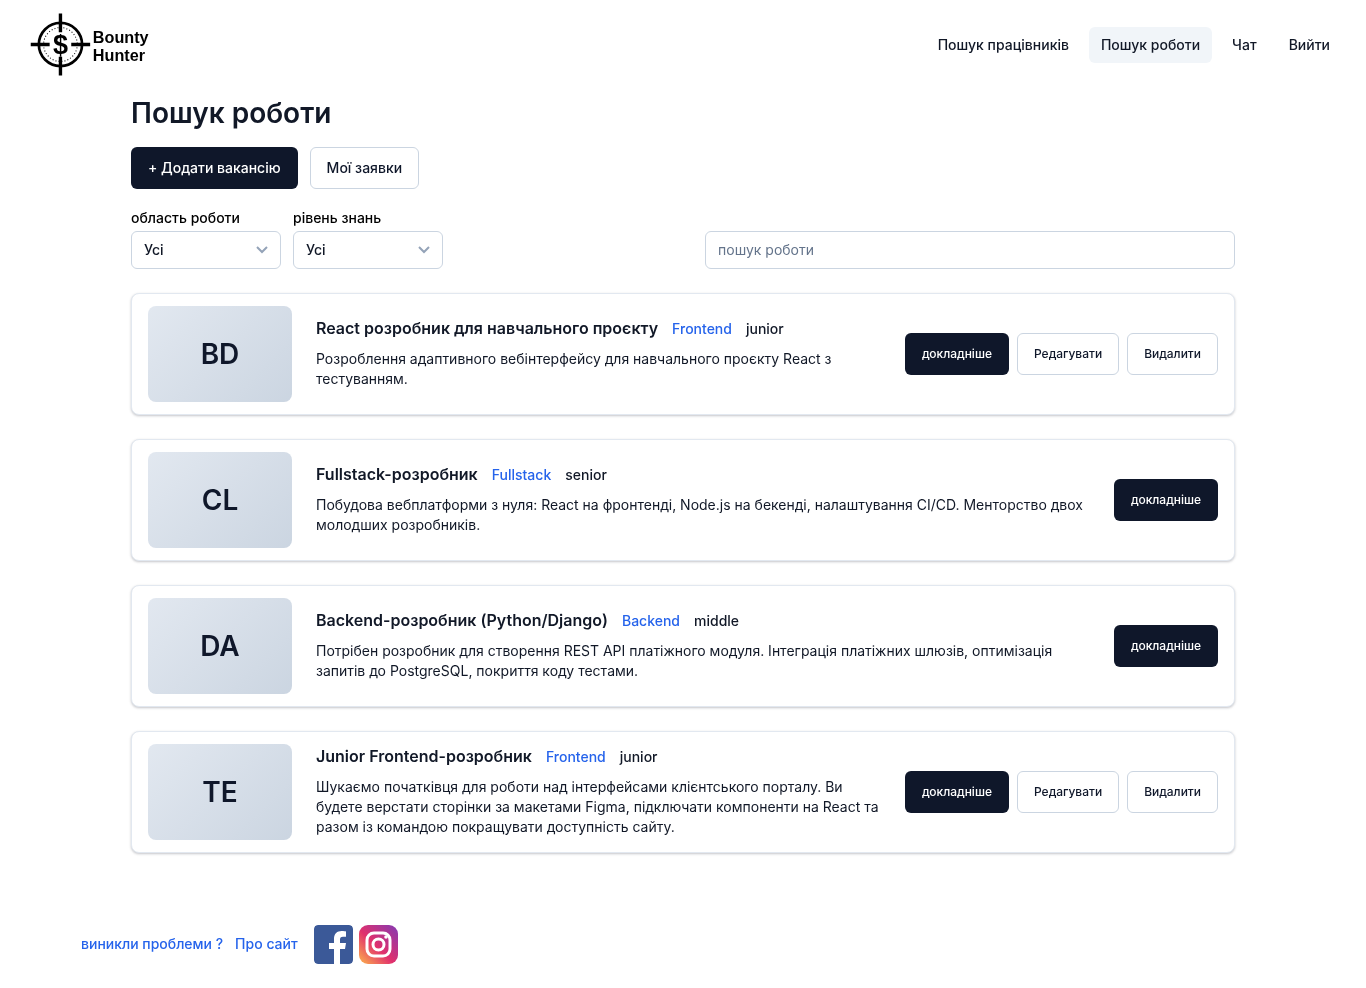 $ Bounty
Hunter
Пошук працівників Пошук роботи Чат Вийти
Пошук роботи
+ Додати вакансію Мої заявки
область роботи рівень знань
Усі Усі пошук роботи
BD
React розробник для навчального проєкту Frontend junior
Розроблення адаптивного вебінтерфейсу для навчального проєкту React з
тестуванням.
докладніше Редагувати Видалити
CL
Fullstack-розробник Fullstack senior
Побудова вебплатформи з нуля: React на фронтенді, Node.js на бекенді, налаштування CI/CD. Менторство двох
молодших розробників.
докладніше
DA
Backend-розробник (Python/Django) Backend middle
Потрібен розробник для створення REST API платіжного модуля. Інтеграція платіжних шлюзів, оптимізація
запитів до PostgreSQL, покриття коду тестами.
докладніше
TE
Junior Frontend-розробник Frontend junior
Шукаємо початківця для роботи над інтерфейсами клієнтського порталу. Ви
будете верстати сторінки за макетами Figma, підключати компоненти на React та
разом із командою покращувати доступність сайту.
докладніше Редагувати Видалити
виникли проблеми ? Про сайт